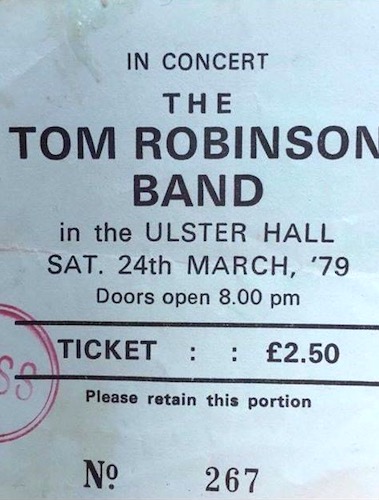 IN CONCERT
THE
TOM ROBINSON
BAND
in the ULSTER HALL
SAT. 24th MARCH, '79
Doors open 8.00 pm
TICKET : : £2.50
Please retain this portion
Nº 267